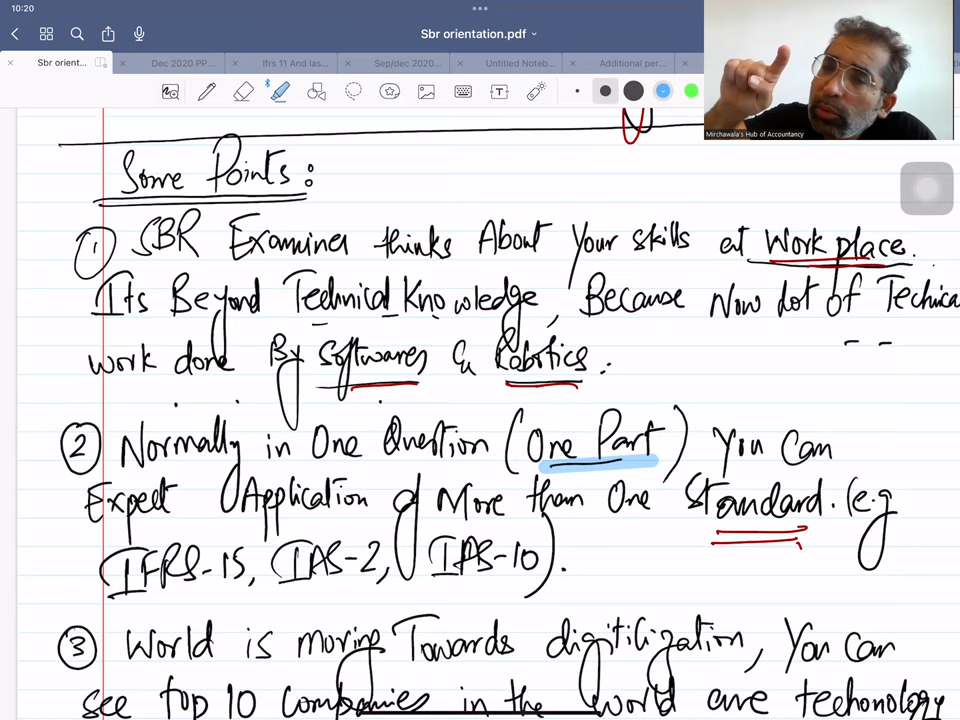 10:20
Sbr orientation.pdf
Sbr orient...
Dec 2020 PP...
Ifrs 11 And las...
Sep/dec 2020...
Untitled Noteb...
Additional per...
Mirchawala's Hub of Accountancy
Some Points:
① SBR Examiner thinks About Your skills at Work place.
Its Beyond Technical Knowledge, Because Now Lot of Technica
work done By Softwares & Robotics.
② Normally in One Question (One Part) You Can
Expect Application of More than One Standard. (e.g
IFRS-15, IAS-2, IAS-10).
③ World is moving Towards digitilization, You Can
see top 10 companies in the world are techonology